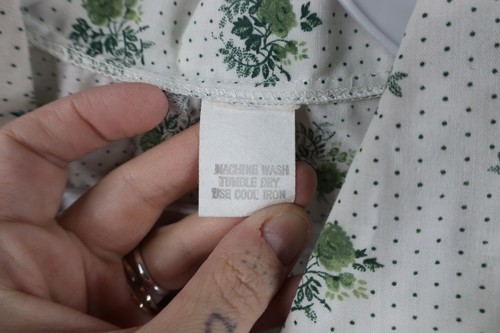 MACHINE WASH
TUMBLE DRY
USE COOL IRON